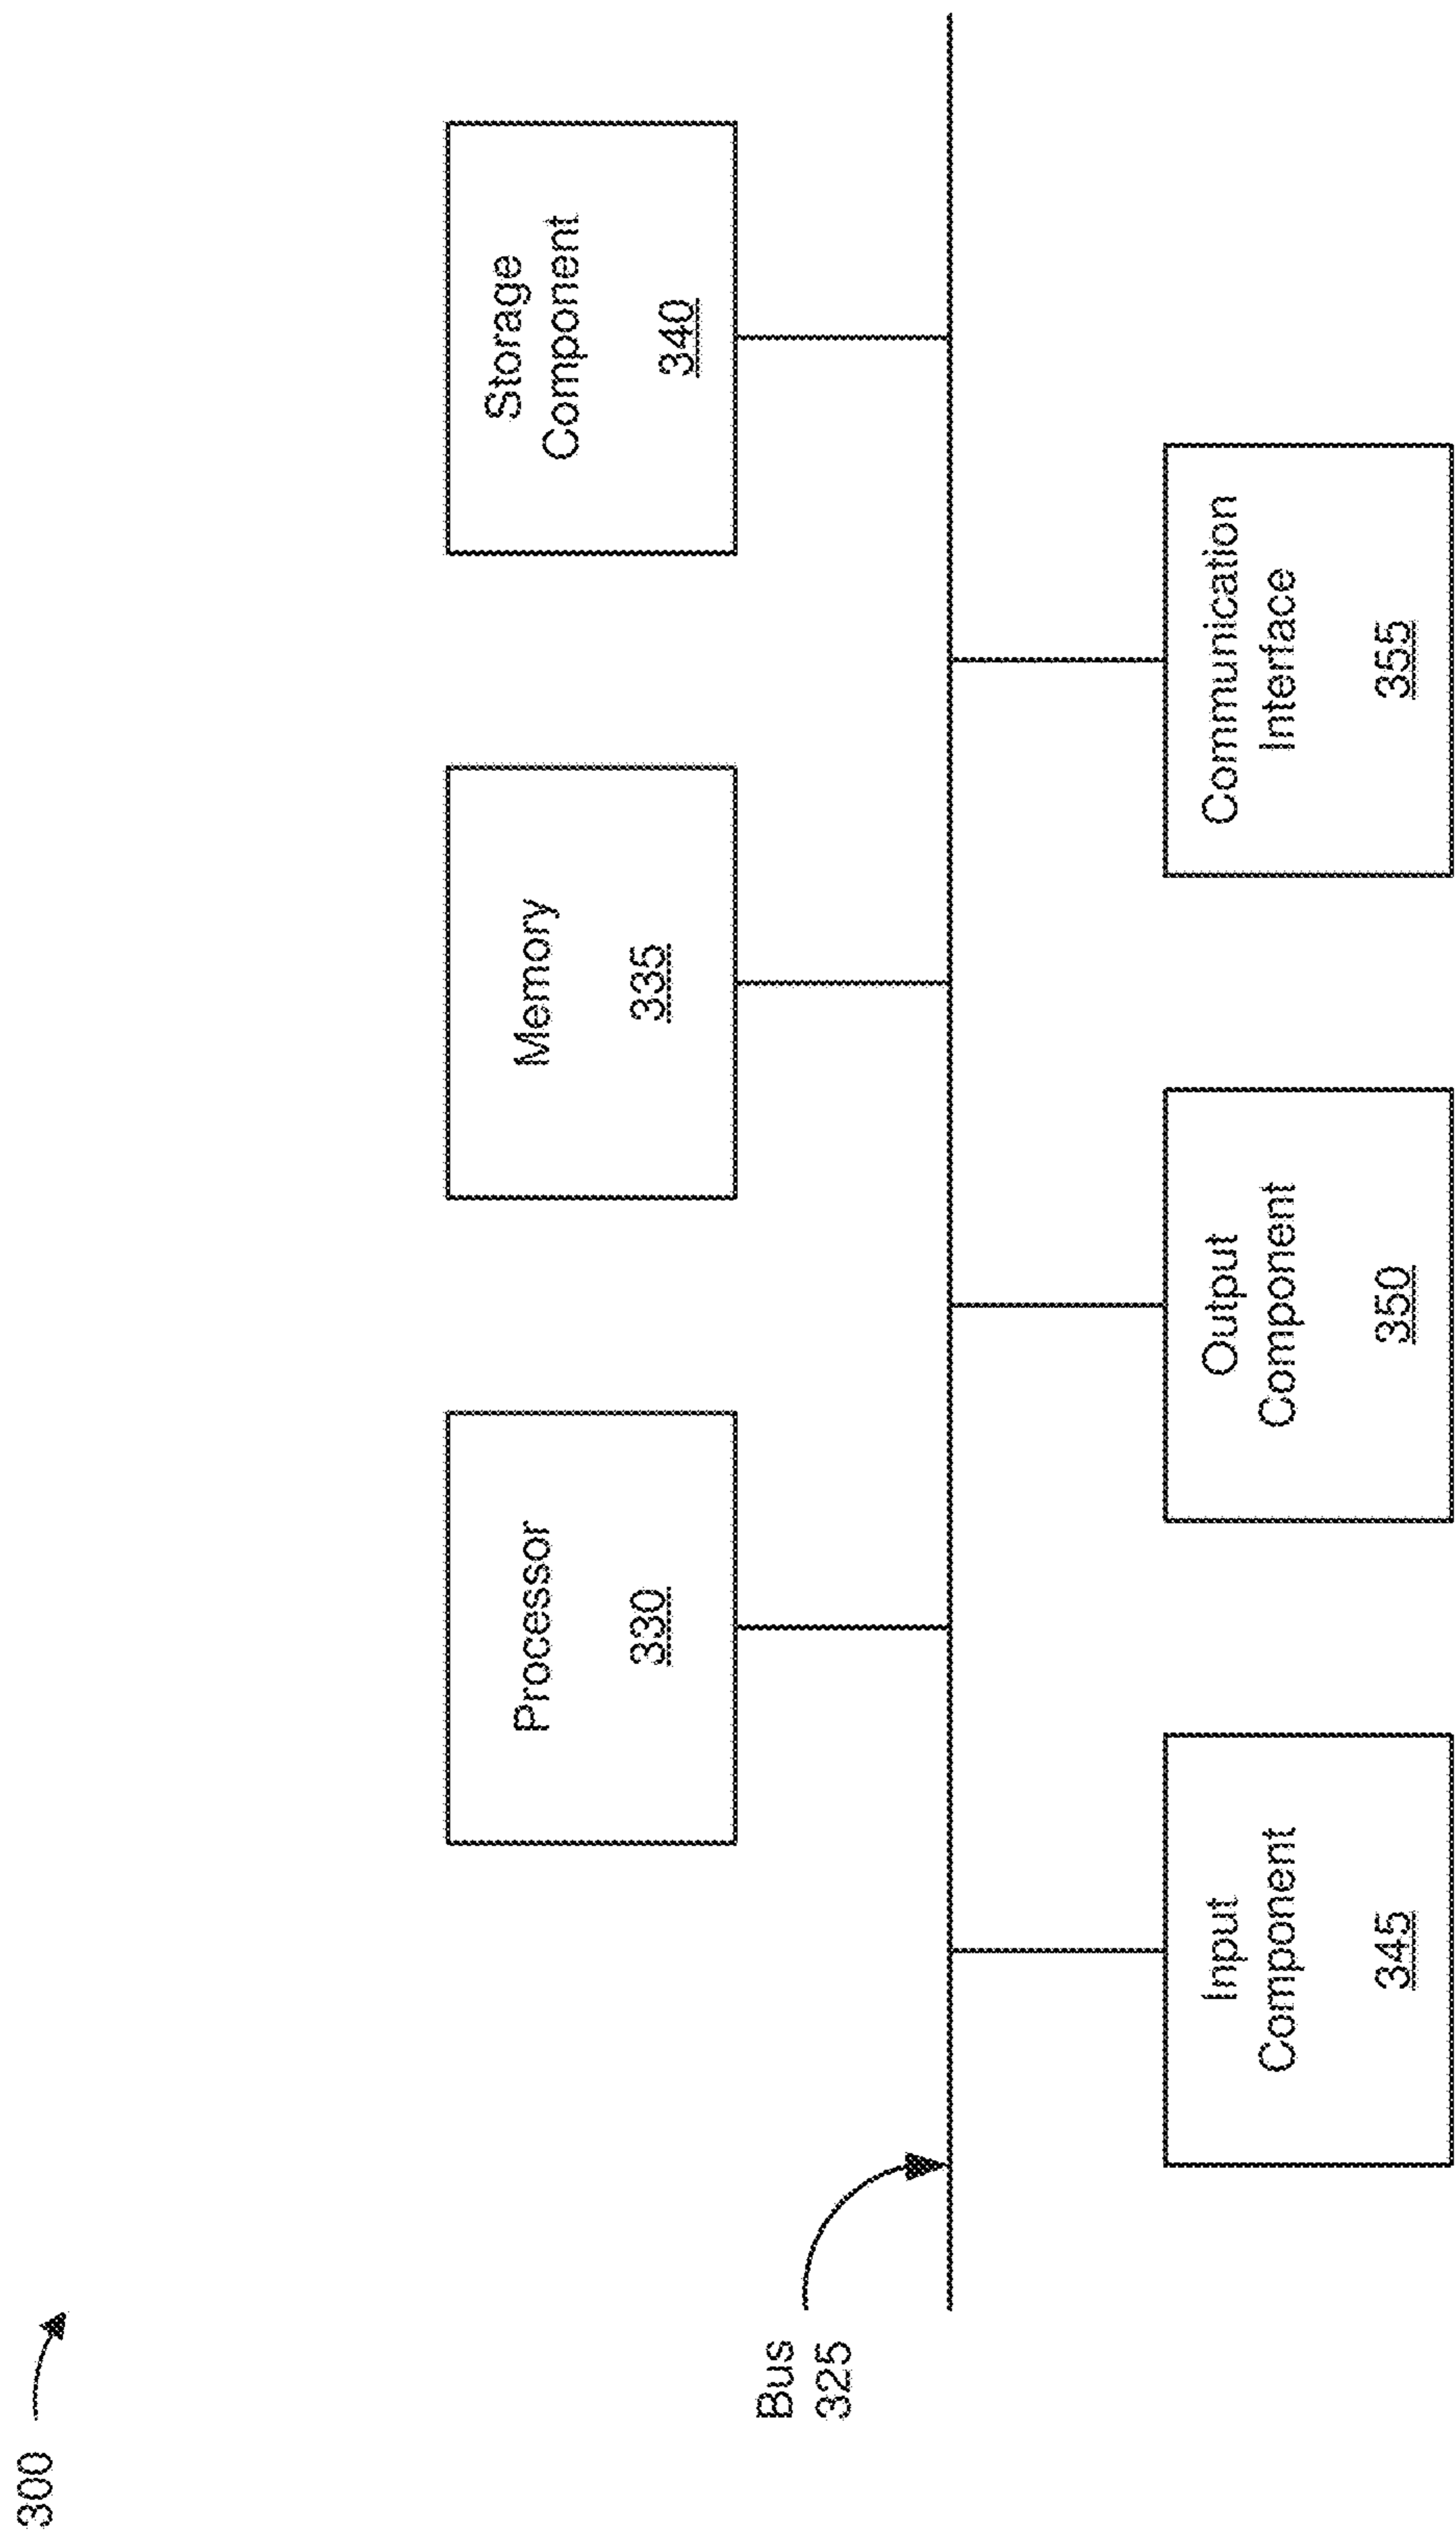 300
Processor
330
Memory
335
Storage
Component
340
Bus
325
Input
Component
345
Output
Component
350
Communication
Interface
355